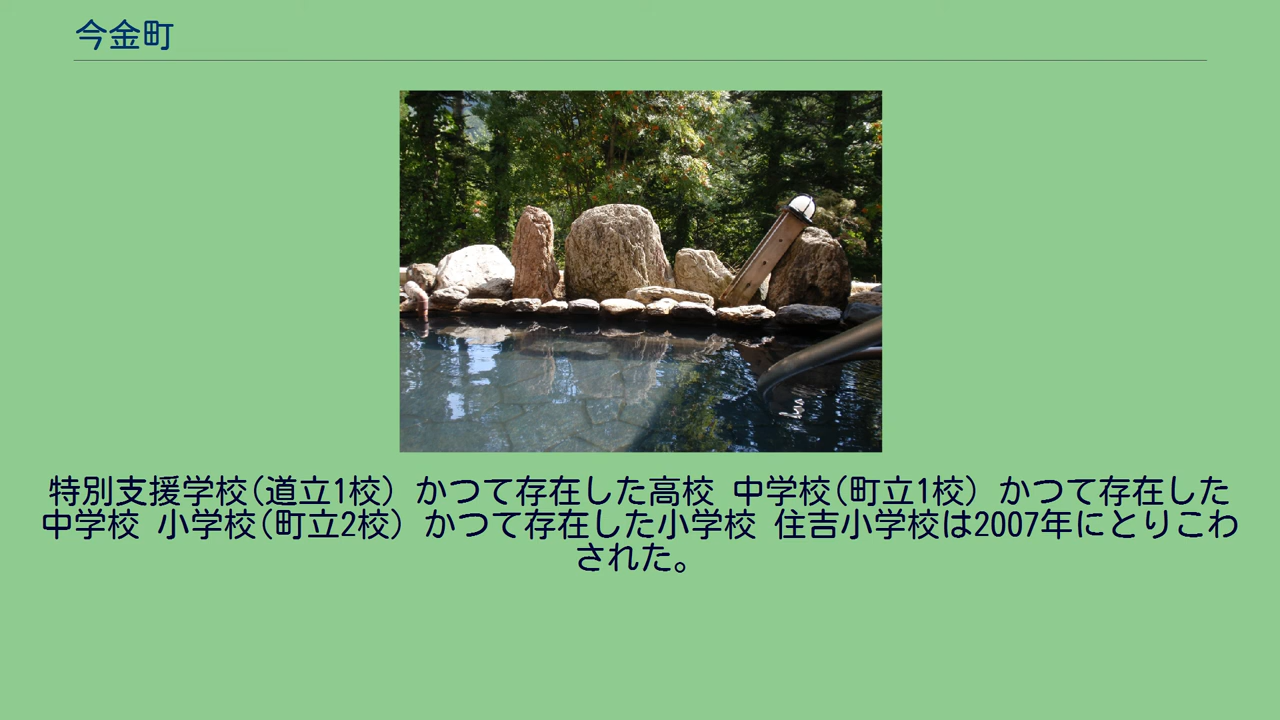 今金町
特別支援学校(道立1校) かつて存在した高校 中学校(町立1校) かつて存在した
中学校 小学校(町立2校) かつて存在した小学校 住吉小学校は2007年にとりこわ
された。